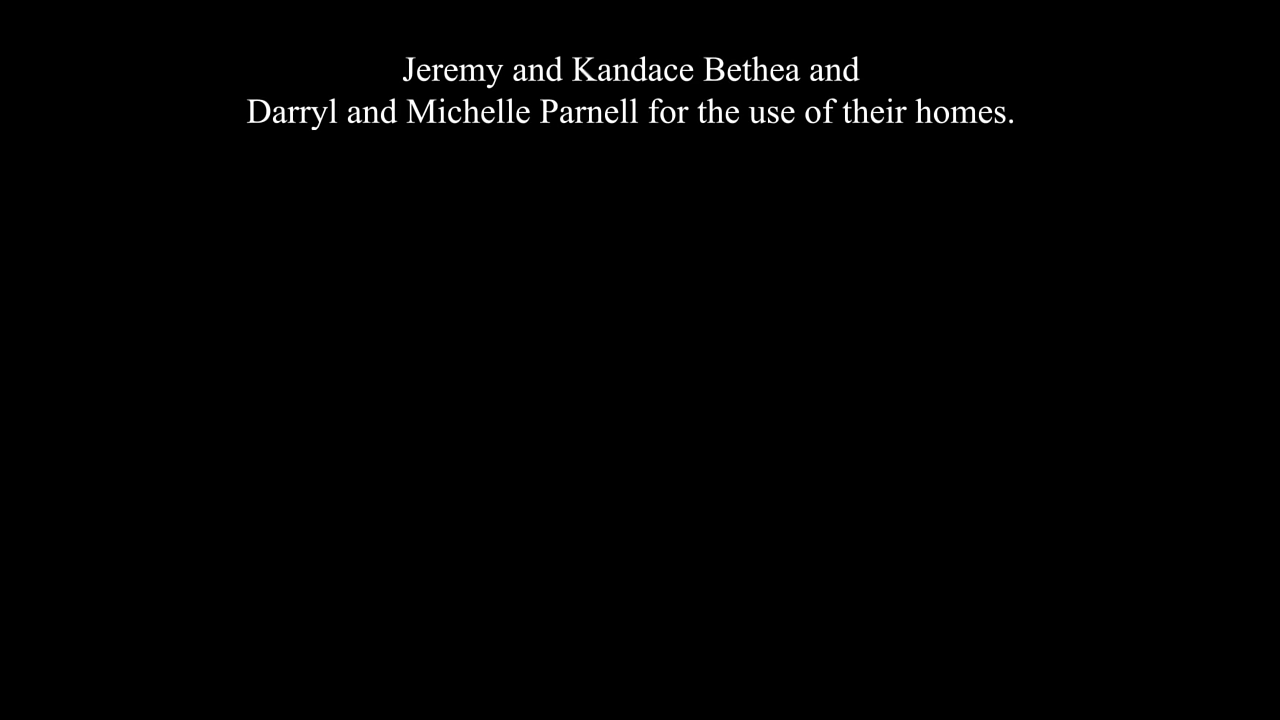 Jeremy and Kandace Bethea and
Darryl and Michelle Parnell for the use of their homes.